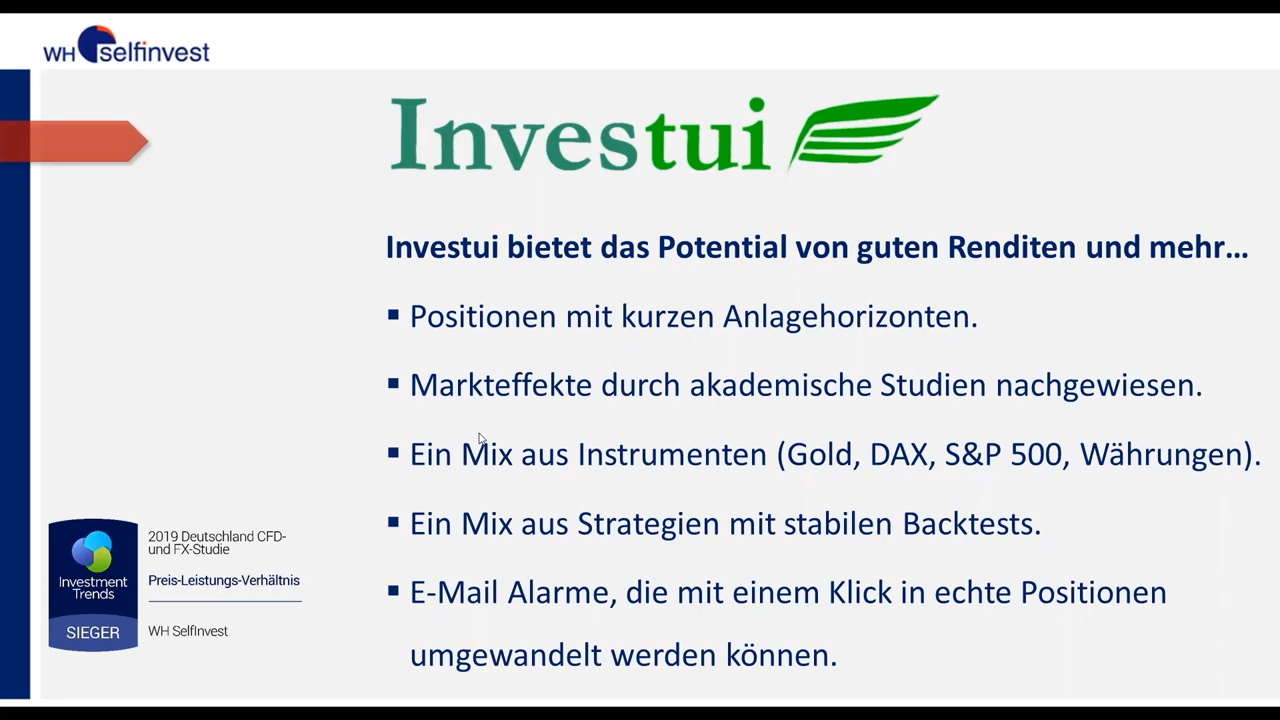 WH selfinvest
Investui
Investui bietet das Potential von guten Renditen und mehr...
▪ Positionen mit kurzen Anlagehorizonten.
▪ Markteffekte durch akademische Studien nachgewiesen.
▪ Ein Mix aus Instrumenten (Gold, DAX, S&P 500, Währungen).
▪ Ein Mix aus Strategien mit stabilen Backtests.
▪ E-Mail Alarme, die mit einem Klick in echte Positionen
umgewandelt werden können.
Investment
Trends
SIEGER
2019 Deutschland CFD-
und FX-Studie
Preis-Leistungs-Verhältnis
WH SelfInvest